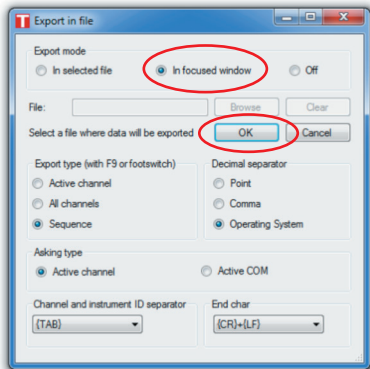 Export in file
Export mode
In selected file In focused window Off
File: Browse Clear
Select a file where data will be exported OK Cancel
Export type (with F9 or footswitch) Decimal separator
Active channel Point
All channels Comma
Sequence Operating System
Asking type
Active channel Active COM
Channel and instrument ID separator End char
{TAB} {CR}+{LF}